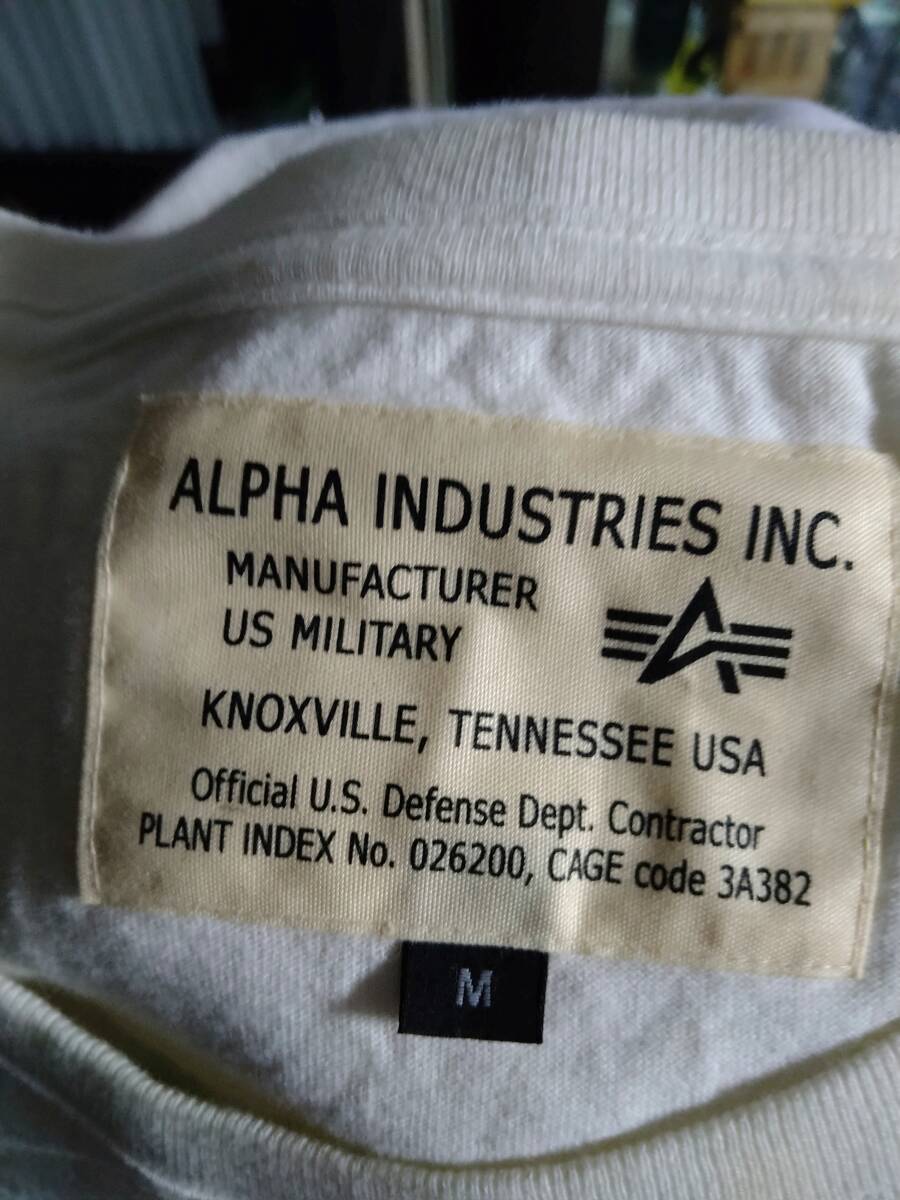 ALPHA INDUSTRIES INC.
MANUFACTURER
US MILITARY
KNOXVILLE, TENNESSEE USA
Official U.S. Defense Dept. Contractor
PLANT INDEX No. 026200, CAGE code 3A382
M